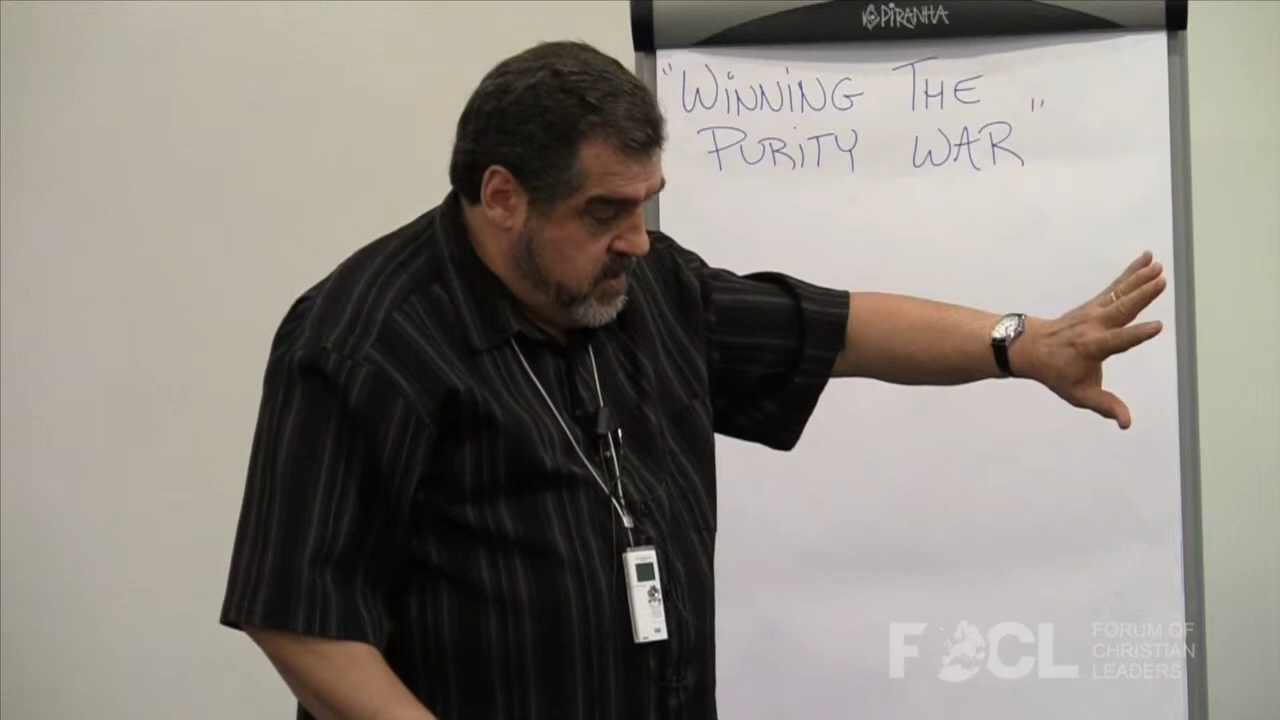 PiRANHA
"WiNNiNG THE
PURiTY WAR"
FOCL
FORUM OF
CHRISTIAN
LEADERS